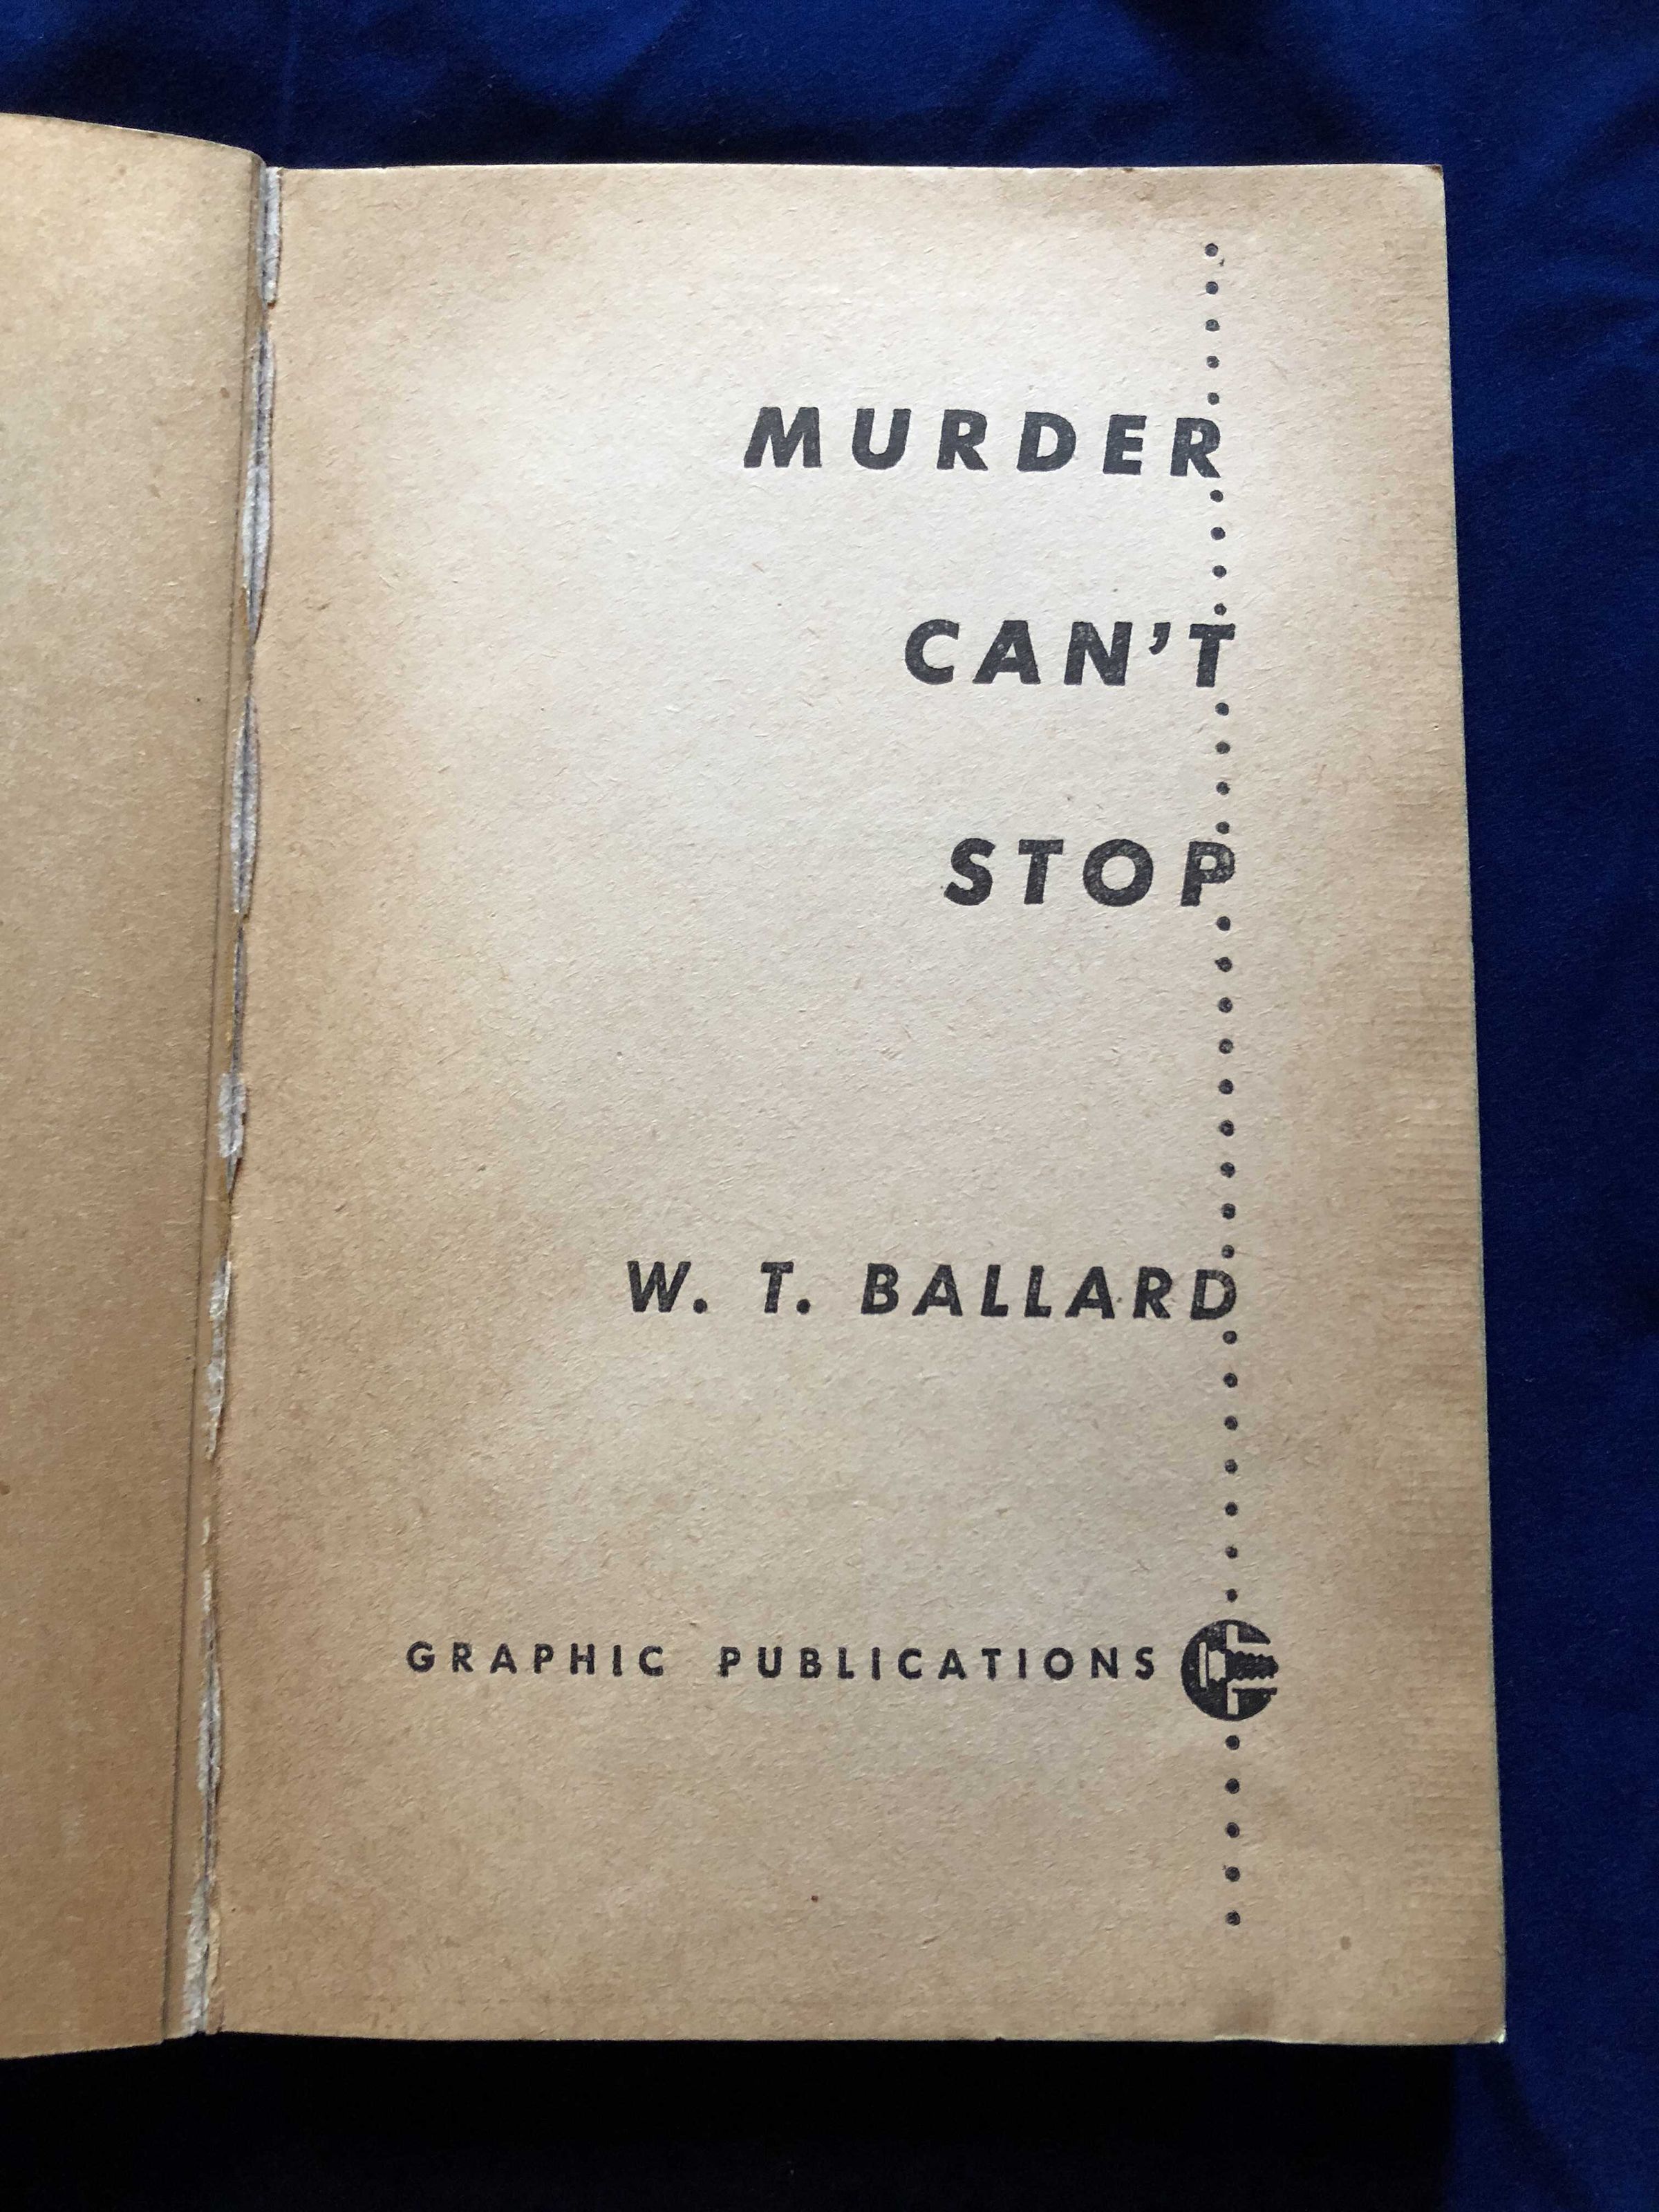 MURDER
CAN'T
STOP
W. T. BALLARD
GRAPHIC PUBLICATIONS